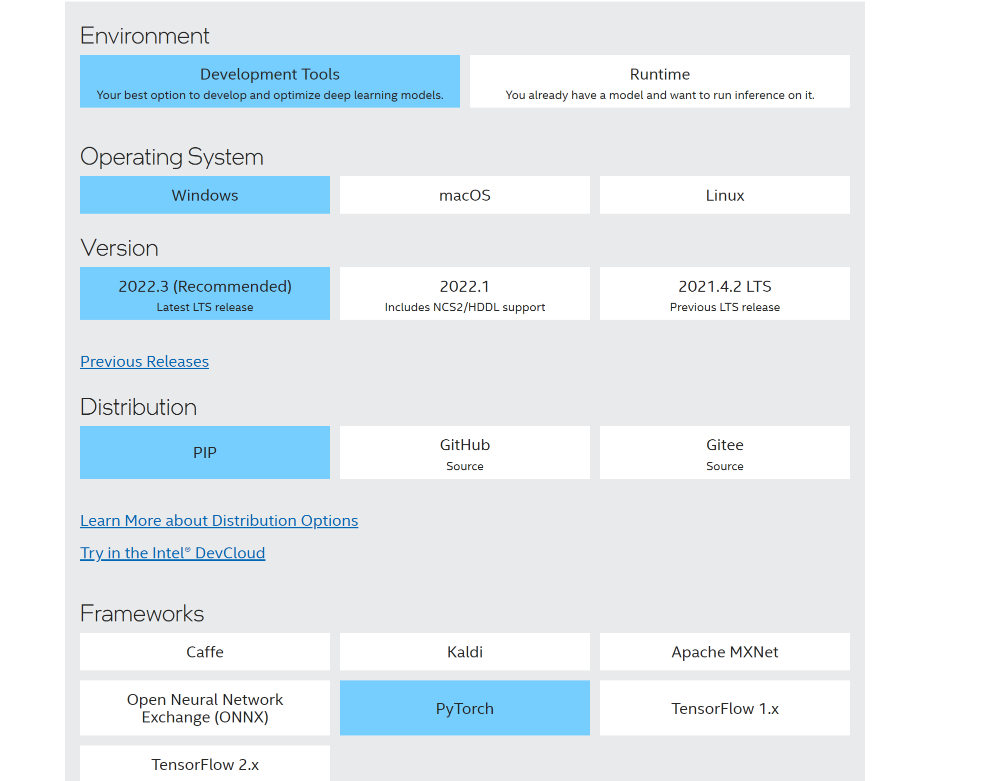 Environment
Development Tools
Your best option to develop and optimize deep learning models.
Runtime
You already have a model and want to run inference on it.
Operating System
Windows
macOS
Linux
Version
2022.3 (Recommended)
Latest LTS release
2022.1
Includes NCS2/HDDL support
2021.4.2 LTS
Previous LTS release
Previous Releases
Distribution
PIP
GitHub
Source
Gitee
Source
Learn More about Distribution Options
Try in the Intel® DevCloud
Frameworks
Caffe
Kaldi
Apache MXNet
Open Neural Network
Exchange (ONNX)
PyTorch
TensorFlow 1.x
TensorFlow 2.x